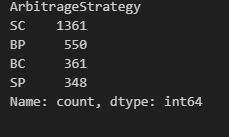 ArbitrageStrategy
SC    1361
BP     550
BC     361
SP     348
Name: count, dtype: int64